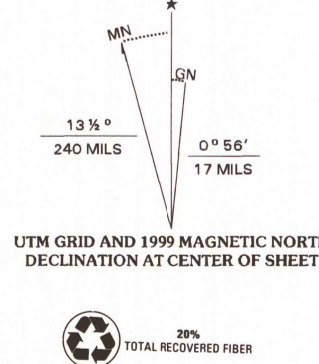 ★
MN
GN
13 ½ º
240 MILS
0º 56′
17 MILS
UTM GRID AND 1999 MAGNETIC NORT
DECLINATION AT CENTER OF SHEET
20%
TOTAL RECOVERED FIBER